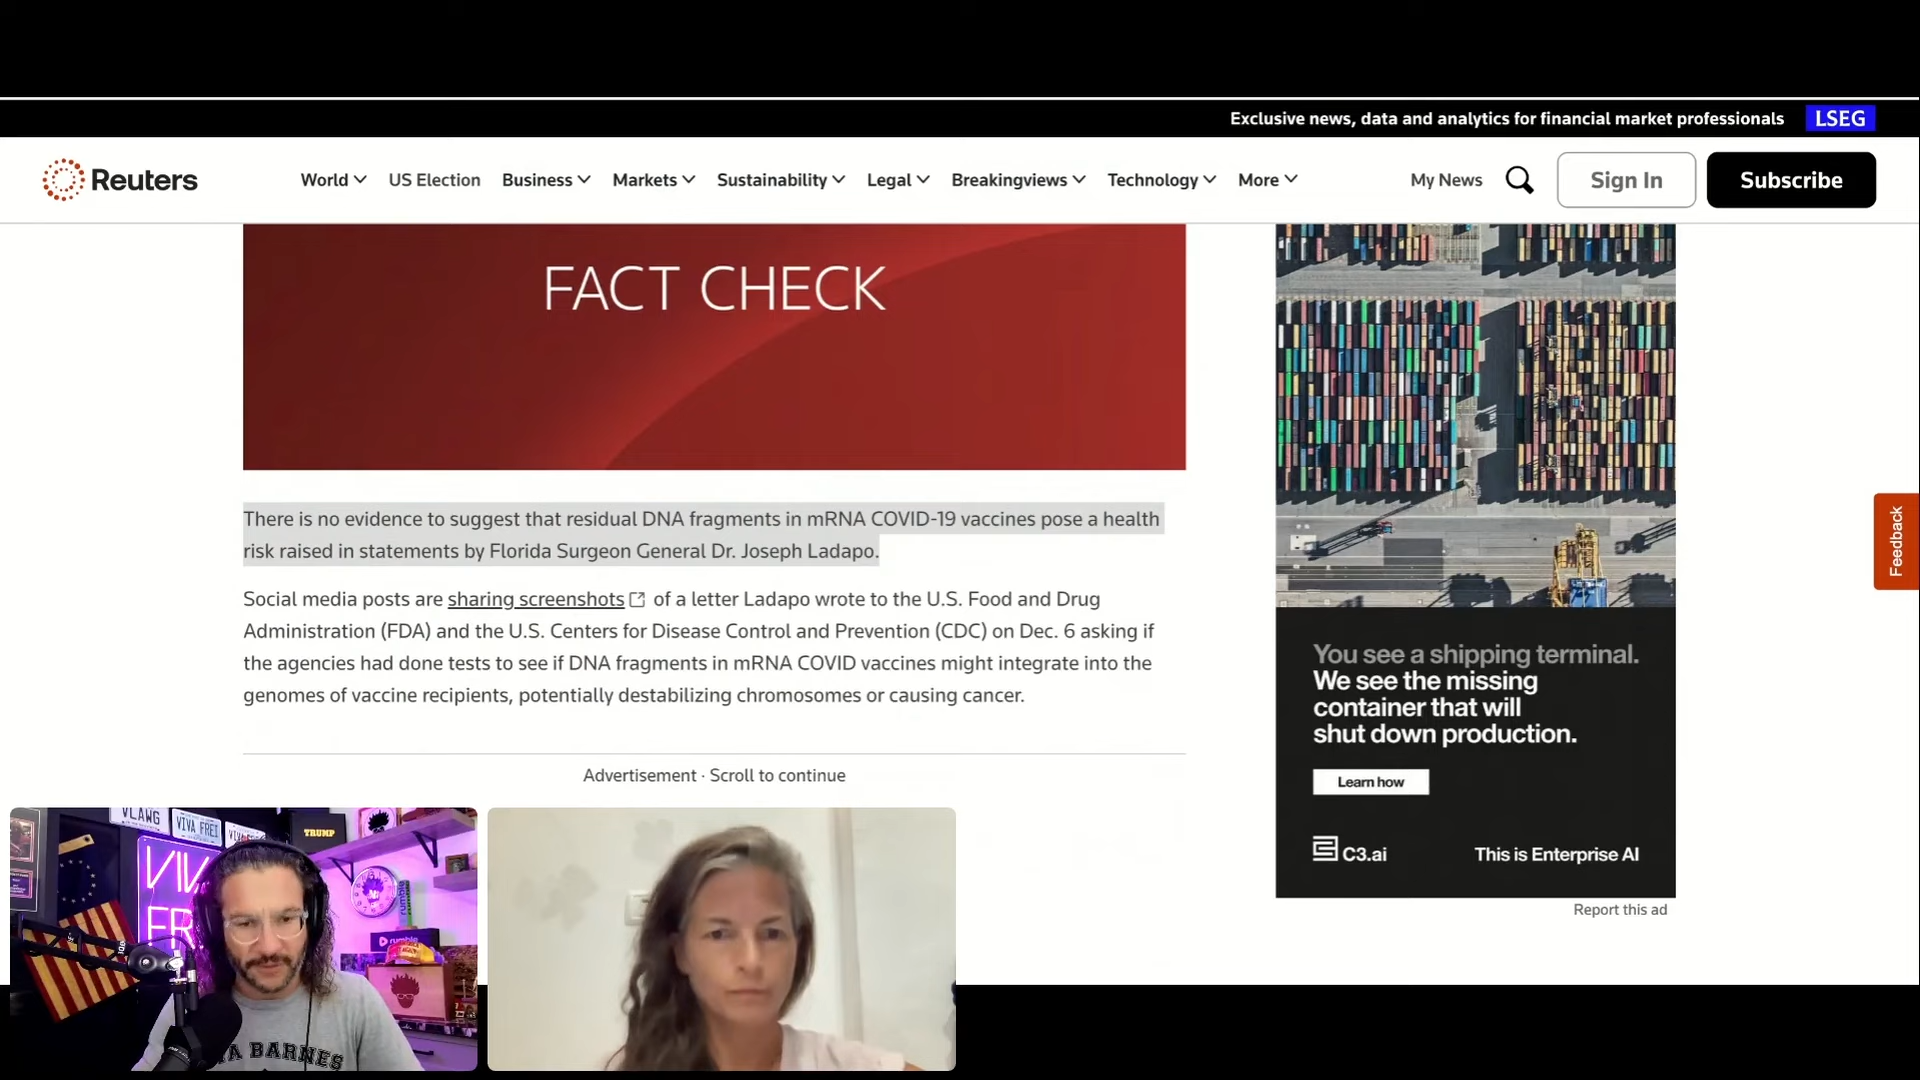 Exclusive news, data and analytics for financial market professionals LSEG
Reuters World US Election Business Markets Sustainability Legal Breakingviews Technology More My News Sign In Subscribe
FACT CHECK
There is no evidence to suggest that residual DNA fragments in mRNA COVID-19 vaccines pose a health
risk raised in statements by Florida Surgeon General Dr. Joseph Ladapo.
Social media posts are sharing screenshots of a letter Ladapo wrote to the U.S. Food and Drug
Administration (FDA) and the U.S. Centers for Disease Control and Prevention (CDC) on Dec. 6 asking if
the agencies had done tests to see if DNA fragments in mRNA COVID vaccines might integrate into the
genomes of vaccine recipients, potentially destabilizing chromosomes or causing cancer.
Advertisement · Scroll to continue
You see a shipping terminal.
We see the missing
container that will
shut down production.
Learn how
C3.ai This is Enterprise AI
Report this ad
Feedback
VLAWG
VIVA FREI
TRUMP
rumble
BARNES